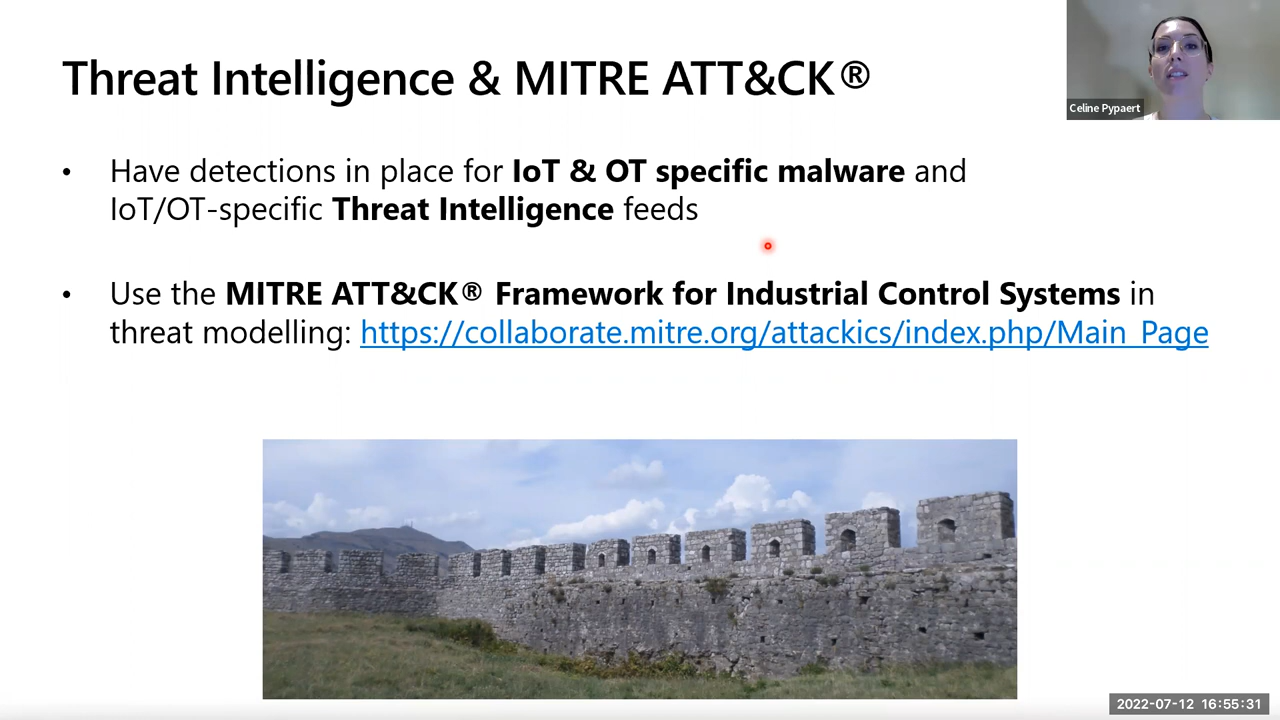 Threat Intelligence & MITRE ATT&CK®
Celine Pypaert
• Have detections in place for IoT & OT specific malware and
IoT/OT-specific Threat Intelligence feeds
• Use the MITRE ATT&CK® Framework for Industrial Control Systems in
threat modelling: https://collaborate.mitre.org/attackics/index.php/Main_Page
2022-07-12 16:55:31